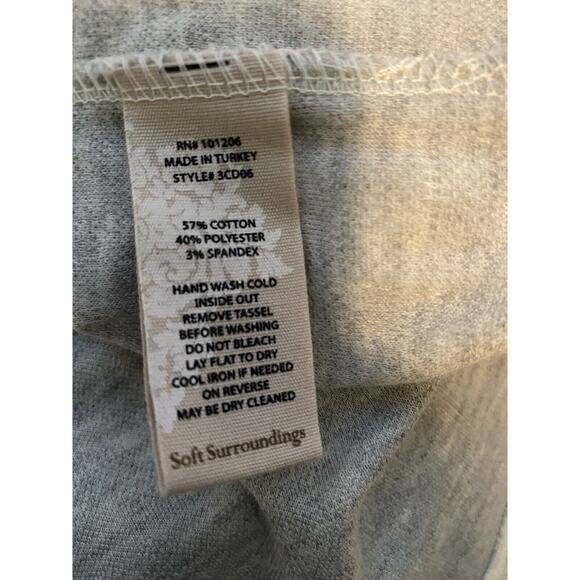 RN# 101206
MADE IN TURKEY
STYLE# 3CD06
57% COTTON
40% POLYESTER
3% SPANDEX
HAND WASH COLD
INSIDE OUT
REMOVE TASSEL
BEFORE WASHING
DO NOT BLEACH
LAY FLAT TO DRY
COOL IRON IF NEEDED
ON REVERSE
MAY BE DRY CLEANED
Soft Surroundings